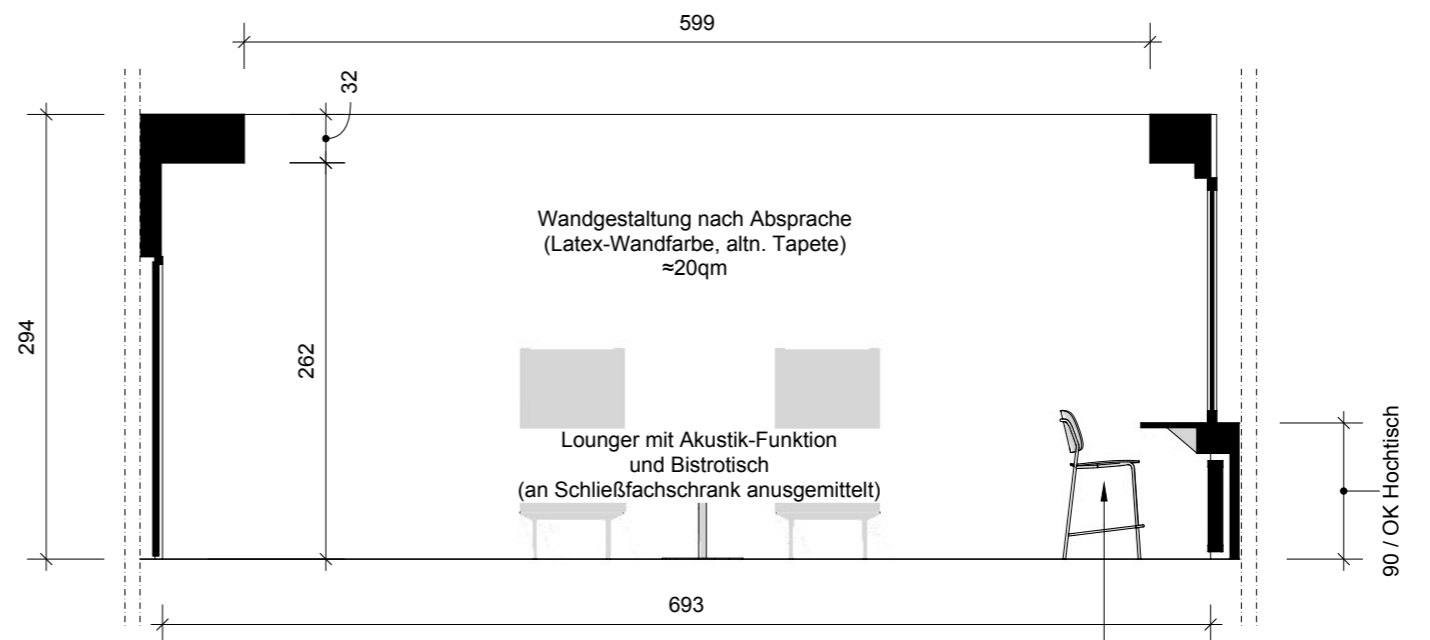 599
32
Wandgestaltung nach Absprache
(Latex-Wandfarbe, altn. Tapete)
≈20qm
294
262
Lounger mit Akustik-Funktion
und Bistrotisch
(an Schließfachschrank anusgemittelt)
90 / OK Hochtisch
693